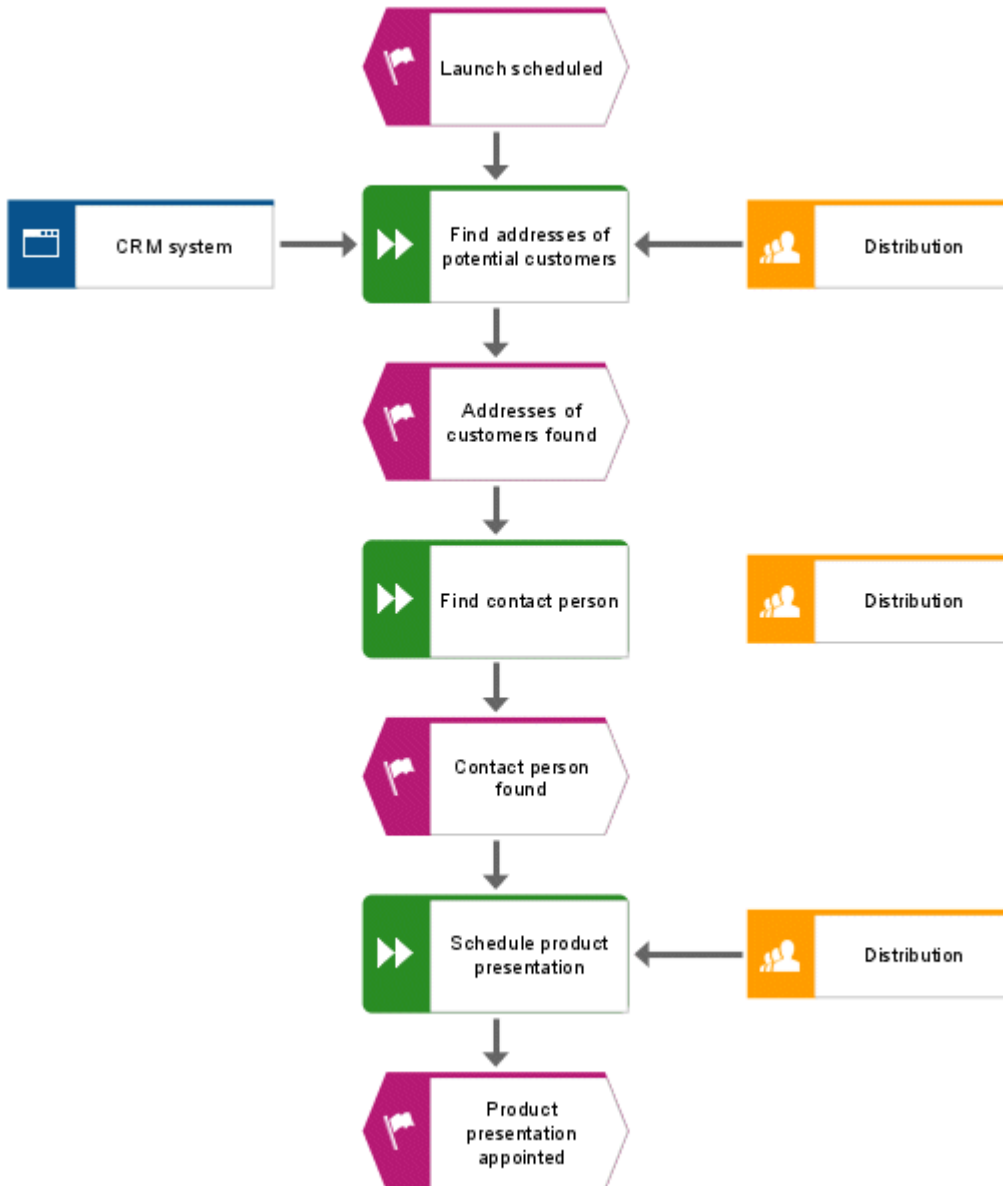 Launch scheduled
CRM system
Find addresses of
potential customers
Distribution
Addresses of
customers found
Find contact person
Distribution
Contact person
found
Schedule product
presentation
Distribution
Product
presentation
appointed